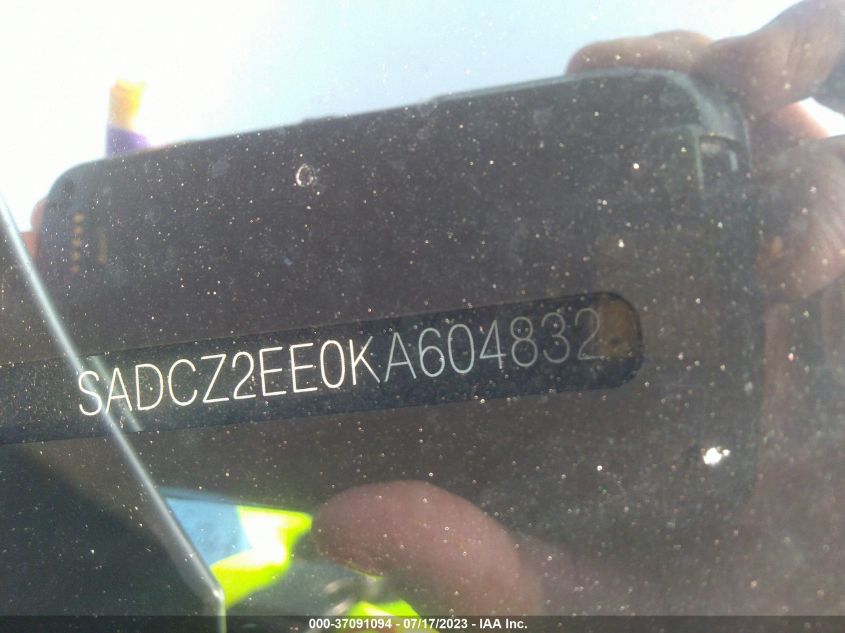 SADCZ2EE0KA604832
000-37091094 - 07/17/2023 - IAA Inc.